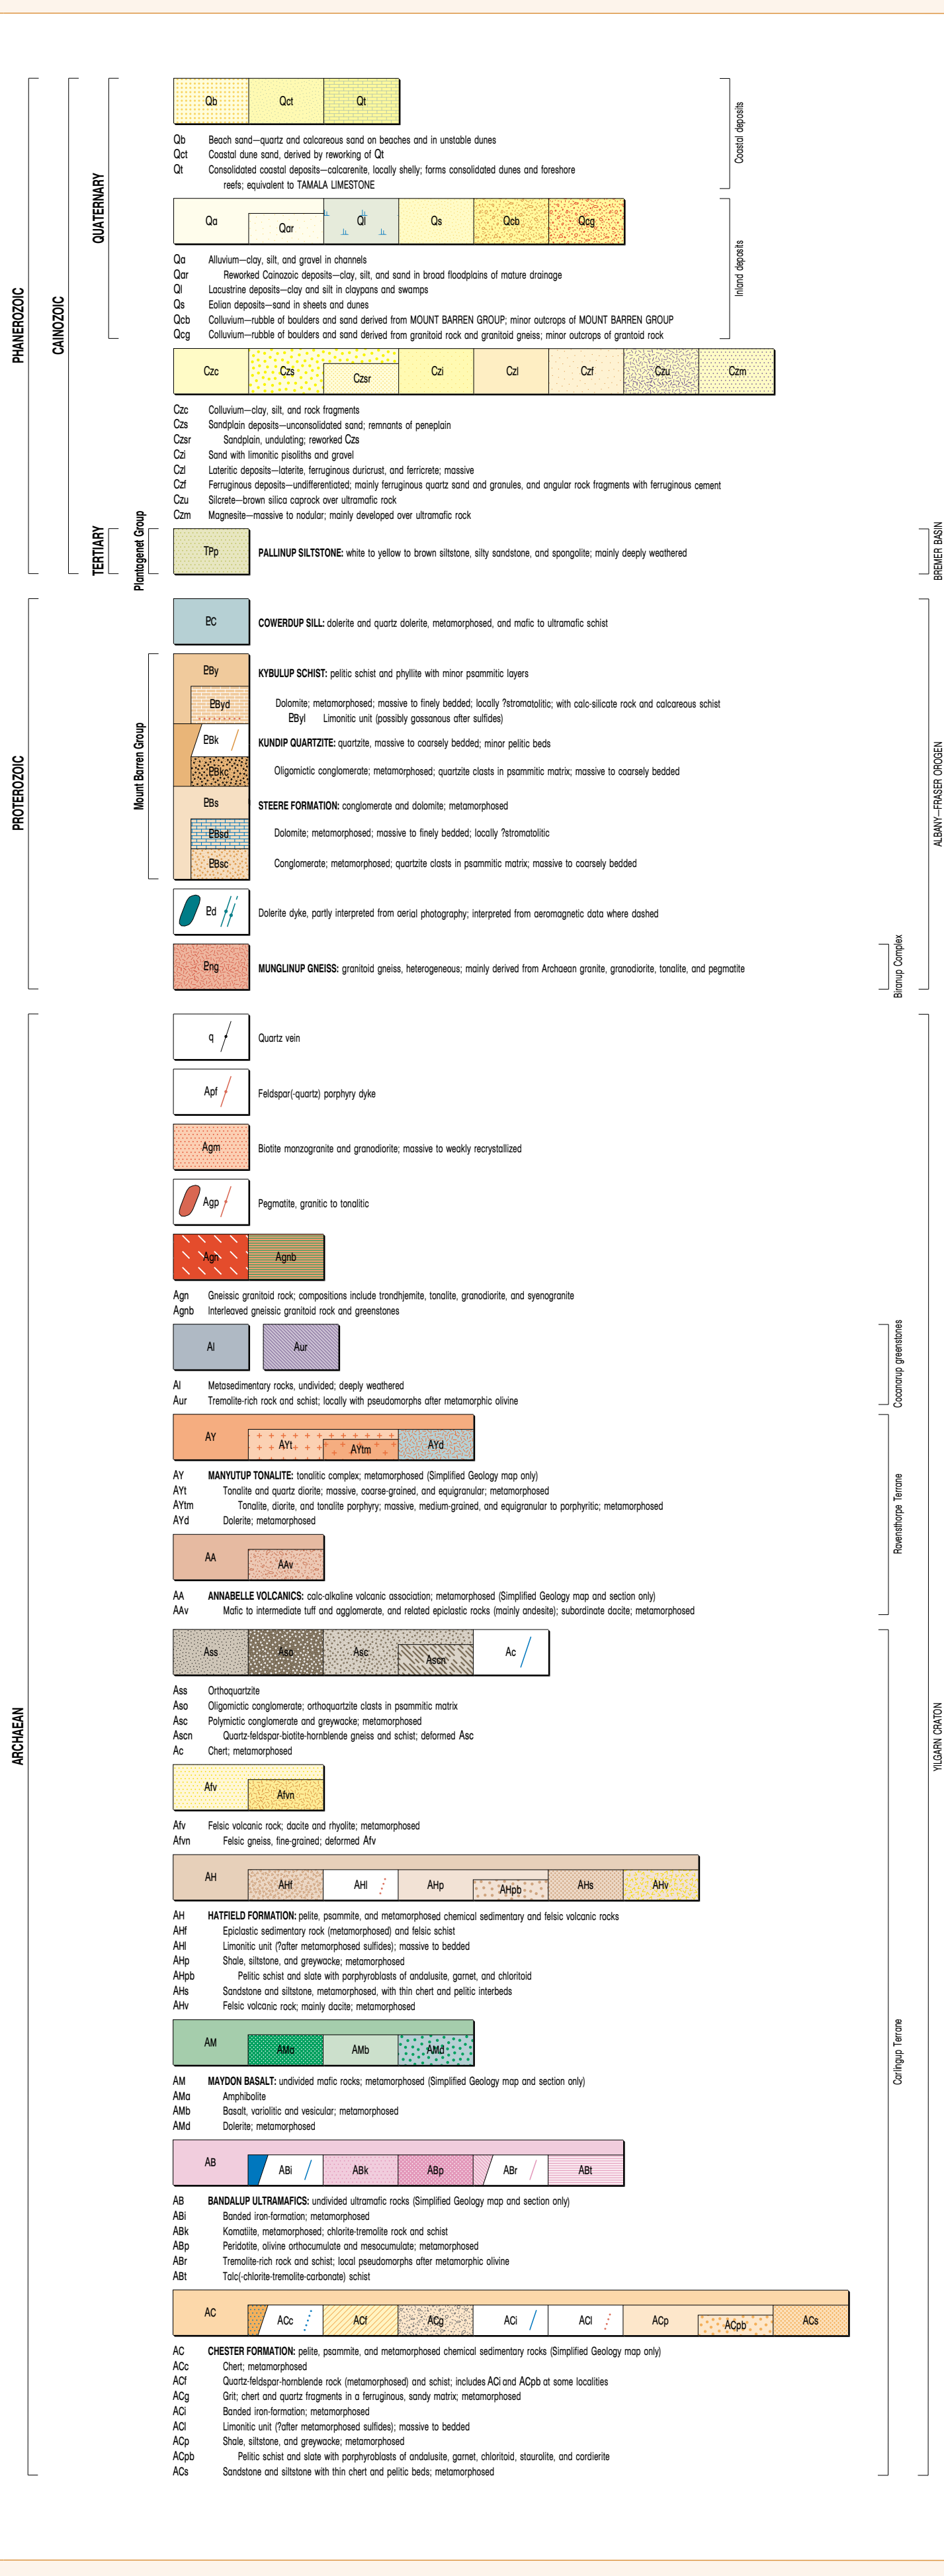 PHANEROZOIC
CAINOZOIC
QUATERNARY
Qb Qct Qt
Qb Beach sand—quartz and calcareous sand on beaches and in unstable dunes
Qct Coastal dune sand, derived by reworking of Qt
Qt Consolidated coastal deposits—calcarenite, locally shelly; forms consolidated dunes and foreshore
reefs; equivalent to TAMALA LIMESTONE
Coastal deposits
Qa Qar Ql Qs Qcb Qcg
Qa Alluvium—clay, silt, and gravel in channels
Qar Reworked Cainozoic deposits—clay, silt, and sand in broad floodplains of mature drainage
Ql Lacustrine deposits—clay and silt in claypans and swamps
Qs Eolian deposits—sand in sheets and dunes
Qcb Colluvium—rubble of boulders and sand derived from MOUNT BARREN GROUP; minor outcrops of MOUNT BARREN GROUP
Qcg Colluvium—rubble of boulders and sand derived from granitoid rock and granitoid gneiss; minor outcrops of grantoid rock
Inland deposits
Czc Czs Czsr Czi Czl Czf Czu Czm
Czc Colluvium—clay, silt, and rock fragments
Czs Sandplain deposits—unconsolidated sand; remnants of peneplain
Czsr Sandplain, undulating; reworked Czs
Czi Sand with limonitic pisoliths and gravel
Czl Lateritic deposits—laterite, ferruginous duricrust, and ferricrete; massive
Czf Ferruginous deposits—undifferentiated; mainly ferruginous quartz sand and granules, and angular rock fragments with ferruginous cement
Czu Silcrete—brown silica caprock over ultramafic rock
Czm Magnesite—massive to nodular; mainly developed over ultramafic rock
TERTIARY
Plantagenet Group
TPp PALLINUP SILTSTONE: white to yellow to brown siltstone, silty sandstone, and spongolite; mainly deeply weathered
BREMER BASIN
PROTEROZOIC
PC COWERDUP SILL: dolerite and quartz dolerite, metamorphosed, and mafic to ultramafic schist
Mount Barren Group
PBy KYBULUP SCHIST: pelitic schist and phyllite with minor psammitic layers
PByd Dolomite; metamorphosed; massive to finely bedded; locally ?stromatolitic; with calc-silicate rock and calcareous schist
PByl Limonitic unit (possibly gossanous after sulfides)
PBk KUNDIP QUARTZITE: quartzite, massive to coarsely bedded; minor pelitic beds
PBkc Oligomictic conglomerate; metamorphosed; quartzite clasts in psammitic matrix; massive to coarsely bedded
PBs STEERE FORMATION: conglomerate and dolomite; metamorphosed
PBsd Dolomite; metamorphosed; massive to finely bedded; locally ?stromatolitic
PBsc Conglomerate; metamorphosed; quartzite clasts in psammitic matrix; massive to coarsely bedded
Pd Dolerite dyke, partly interpreted from aerial photography; interpreted from aeromagnetic data where dashed
Png MUNGLINUP GNEISS: granitoid gneiss, heterogeneous; mainly derived from Archaean granite, granodiorite, tonalite, and pegmatite
Biranup Complex
ALBANY—FRASER OROGEN
ARCHAEAN
q Quartz vein
Apf Feldspar(-quartz) porphyry dyke
Agm Biotite monzogranite and granodiorite; massive to weakly recrystallized
Agp Pegmatite, granitic to tonalitic
Agn Agnb
Agn Gneissic granitoid rock; compositions include trondhjemite, tonalite, granodiorite, and syenogranite
Agnb Interleaved gneissic granitoid rock and greenstones
Al Aur
Al Metasedimentary rocks, undivided; deeply weathered
Aur Tremolite-rich rock and schist; locally with pseudomorphs after metamorphic olivine
Cocanarup greenstones
AY AYt AYtm AYd
AY MANYUTUP TONALITE: tonalitic complex; metamorphosed (Simplified Geology map only)
AYt Tonalite and quartz diorite; massive, coarse-grained, and equigranular; metamorphosed
AYtm Tonalite, diorite, and tonalite porphyry; massive, medium-grained, and equigranular to porphyritic; metamorphosed
AYd Dolerite; metamorphosed
AA AAv
AA ANNABELLE VOLCANICS: calc-alkaline volcanic association; metamorphosed (Simplified Geology map and section only)
AAv Mafic to intermediate tuff and agglomerate, and related epiclastic rocks (mainly andesite); subordinate dacite; metamorphosed
Ravensthorpe Terrane
Ass Aso Asc Ascn Ac
Ass Orthoquartzite
Aso Oligomictic conglomerate; orthoquartzite clasts in psammitic matrix
Asc Polymictic conglomerate and greywacke; metamorphosed
Ascn Quartz-feldspar-biotite-hornblende gneiss and schist; deformed Asc
Ac Chert; metamorphosed
Afv Afvn
Afv Felsic volcanic rock; dacite and rhyolite; metamorphosed
Afvn Felsic gneiss, fine-grained; deformed Afv
AH AHf AHl AHp AHpb AHs AHv
AH HATFIELD FORMATION: pelite, psammite, and metamorphosed chemical sedimentary and felsic volcanic rocks
AHf Epiclastic sedimentary rock (metamorphosed) and felsic schist
AHl Limonitic unit (?after metamorphosed sulfides); massive to bedded
AHp Shale, siltstone, and greywacke; metamorphosed
AHpb Pelitic schist and slate with porphyroblasts of andalusite, garnet, and chloritoid
AHs Sandstone and siltstone, metamorphosed, with thin chert and pelitic interbeds
AHv Felsic volcanic rock; mainly dacite; metamorphosed
AM AMa AMb AMd
AM MAYDON BASALT: undivided mafic rocks; metamorphosed (Simplified Geology map and section only)
AMa Amphibolite
AMb Basalt, variolitic and vesicular; metamorphosed
AMd Dolerite; metamorphosed
AB ABi ABk ABp ABr ABt
AB BANDALUP ULTRAMAFICS: undivided ultramafic rocks (Simplified Geology map and section only)
ABi Banded iron-formation; metamorphosed
ABk Komatiite, metamorphosed; chlorite-tremolite rock and schist
ABp Peridotite, olivine orthocumulate and mesocumulate; metamorphosed
ABr Tremolite-rich rock and schist; local pseudomorphs after metamorphic olivine
ABt Talc(-chlorite-tremolite-carbonate) schist
AC ACc ACf ACg ACi ACl ACp ACpb ACs
AC CHESTER FORMATION: pelite, psammite, and metamorphosed chemical sedimentary rocks (Simplified Geology map only)
ACc Chert; metamorphosed
ACf Quartz-feldspar-hornblende rock (metamorphosed) and schist; includes ACi and ACpb at some localities
ACg Grit; chert and quartz fragments in a ferruginous, sandy matrix; metamorphosed
ACi Banded iron-formation; metamorphosed
ACl Limonitic unit (?after metamorphosed sulfides); massive to bedded
ACp Shale, siltstone, and greywacke; metamorphosed
ACpb Pelitic schist and slate with porphyroblasts of andalusite, garnet, chloritoid, staurolite, and cordierite
ACs Sandstone and siltstone with thin chert and pelitic beds; metamorphosed
Carlingup Terrane
YILGARN CRATON